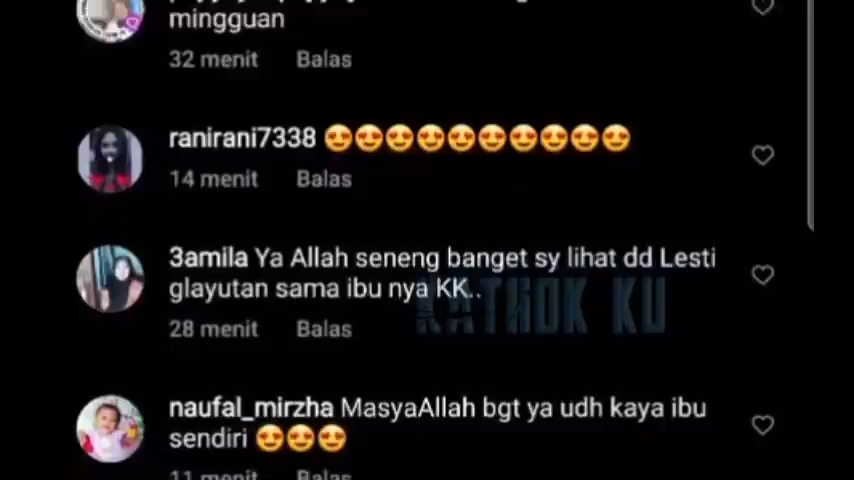 mingguan
32 menit Balas
ranirani7338 😍😍😍😍😍😍😍😍😍😍
14 menit Balas
3amila Ya Allah seneng banget sy lihat dd Lesti
glayutan sama ibu nya KK..
KATHOK KU
28 menit Balas
naufal_mirzha MasyaAllah bgt ya udh kaya ibu
sendiri 😍😍😍
11 menit Balas